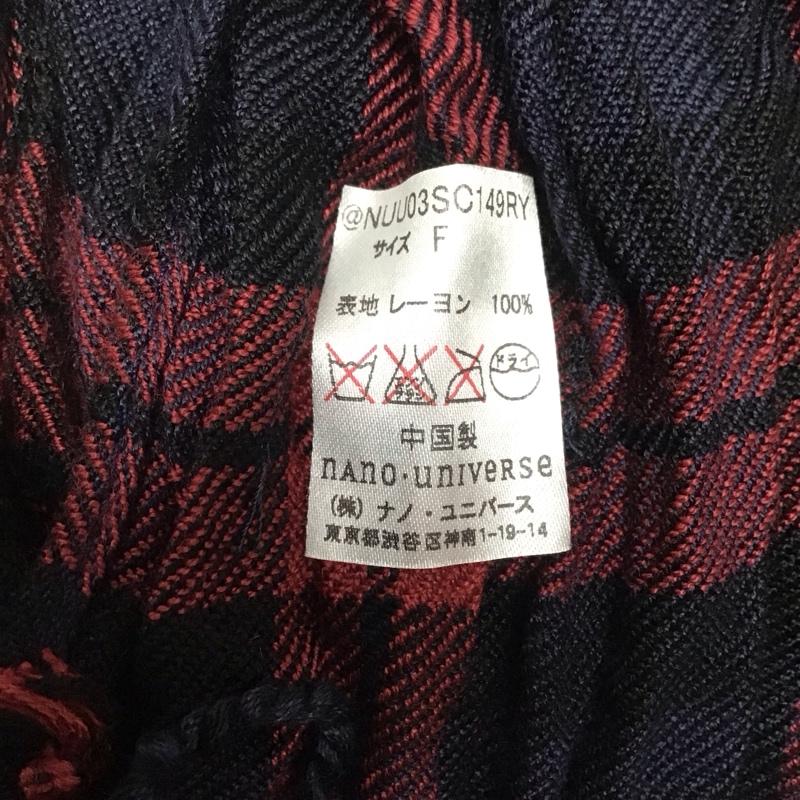 @NUU03SC149RY
サイズ F
表地 レーヨン 100%
ドライ
中国製
nano・universe
(株) ナノ・ユニバース
東京都渋谷区神南1-19-14